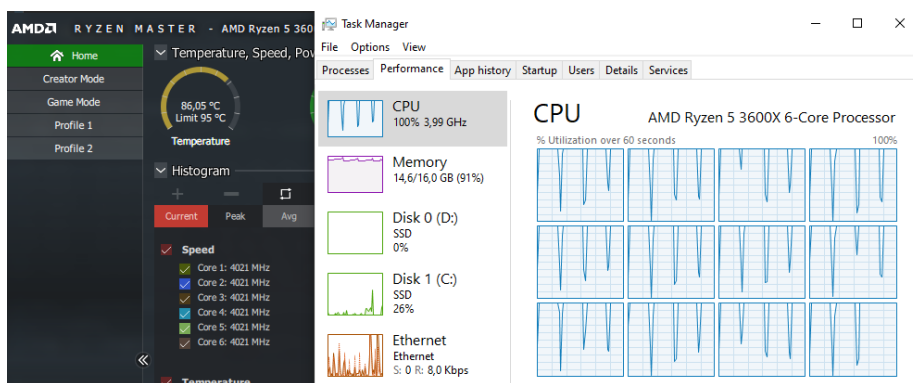 AMD RYZEN MASTER - AMD Ryzen 5 360
Home
Creator Mode
Game Mode
Profile 1
Profile 2
Temperature, Speed, Pow
86,05 ºC
Limit 95 ºC
Temperature
Histogram
Current Peak Avg
Speed
Core 1: 4021 MHz
Core 2: 4021 MHz
Core 3: 4021 MHz
Core 4: 4021 MHz
Core 5: 4021 MHz
Core 6: 4021 MHz
Temperature
Task Manager
File Options View
Processes Performance App history Startup Users Details Services
CPU
100% 3,99 GHz
Memory
14,6/16,0 GB (91%)
Disk 0 (D:)
SSD
0%
Disk 1 (C:)
SSD
26%
Ethernet
Ethernet
S: 0 R: 8,0 Kbps
CPU AMD Ryzen 5 3600X 6-Core Processor
% Utilization over 60 seconds 100%